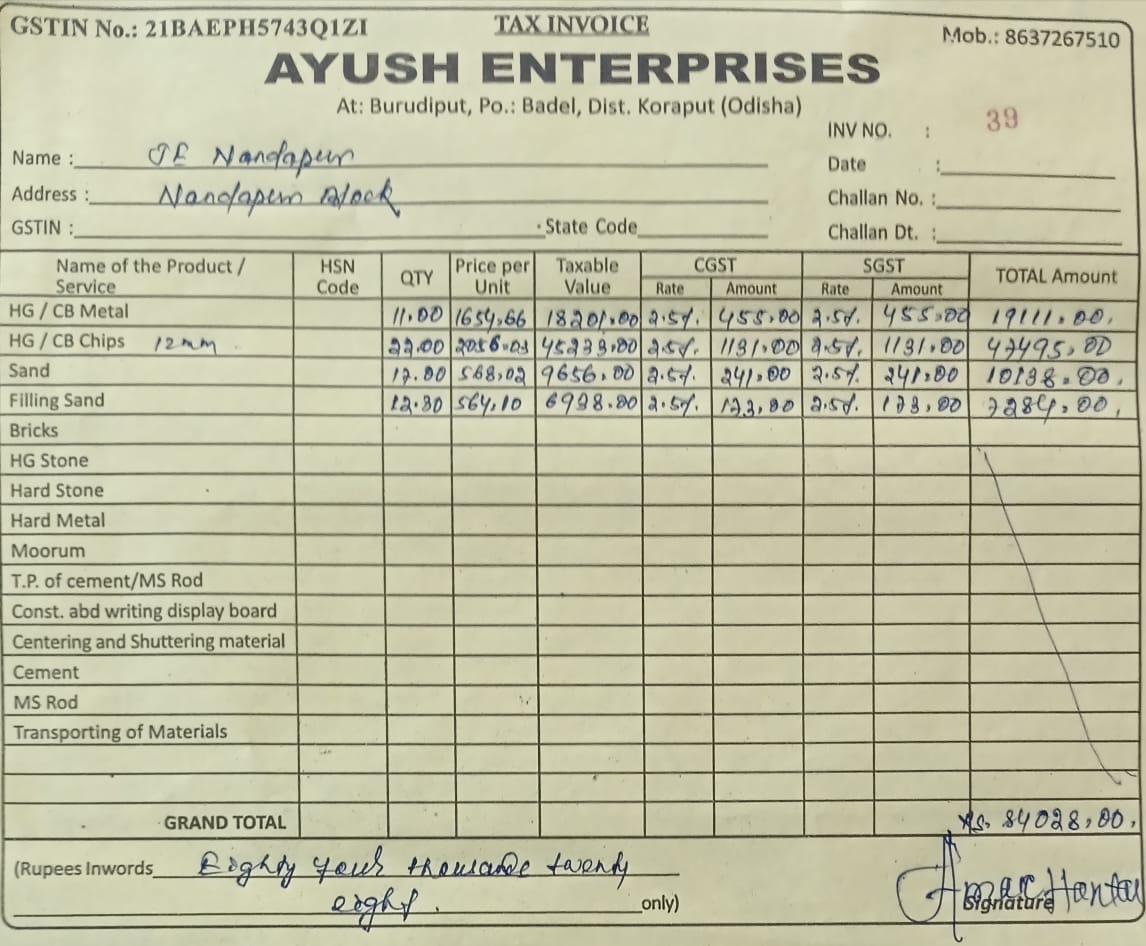 GSTIN No.: 21BAEPH5743Q1ZI TAX INVOICE Mob.: 8637267510
AYUSH ENTERPRISES
At: Burudiput, Po.: Badel, Dist. Koraput (Odisha)
INV NO. : 39
Name : JE Nandapur
Date :
Address : Nandapur Block
Challan No. :
GSTIN : State Code
Challan Dt. :
Name of the Product / Service HSN Code QTY Price per Unit Taxable Value CGST Rate Amount SGST Rate Amount TOTAL Amount
HG / CB Metal 11.00 1654.66 18201.00 2.5% 455.00 2.5% 455.00 19111.00
HG / CB Chips 12mm 22.00 2056.03 45233.00 2.5% 1131.00 2.5% 1131.00 47495.00
Sand 17.00 568.02 9656.00 2.5% 241.00 2.5% 241.00 10138.00
Filling Sand 12.30 564.10 6938.00 2.5% 173.00 2.5% 173.00 7284.00
Bricks
HG Stone
Hard Stone
Hard Metal
Moorum
T.P. of cement/MS Rod
Const. abd writing display board
Centering and Shuttering material
Cement
MS Rod
Transporting of Materials
GRAND TOTAL Rs. 84028.00
(Rupees Inwords Eighty four thousande twenty
eight. only)
Signature